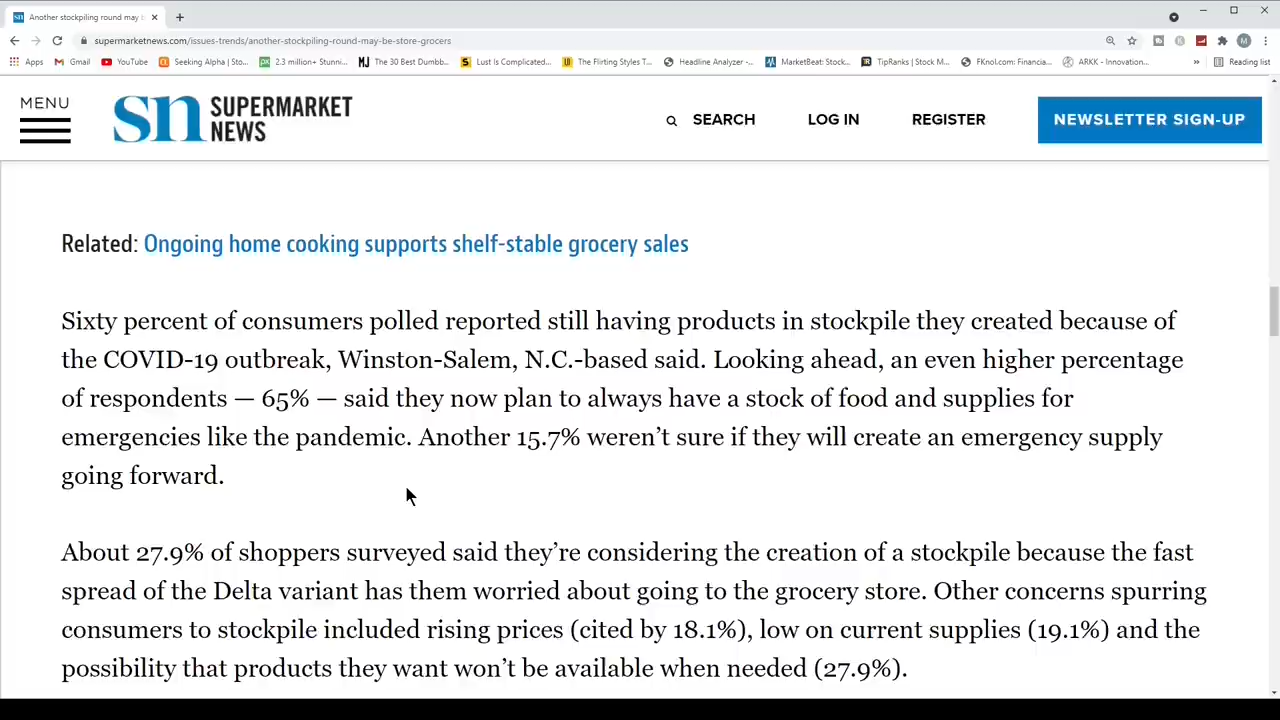 Another stockpiling round may b
supermarketnews.com/issues-trends/another-stockpiling-round-may-be-store-grocers
Apps Gmail YouTube Seeking Alpha | Sto... 2.3 million+ Stunni... The 30 Best Dumbb... Lust Is Complicated... The Flirting Styles T... Headline Analyzer -... MarketBeat: Stock... TipRanks | Stock M... FKnol.com: Financia... ARKK - Innovation... » Reading list
MENU
sn SUPERMARKET NEWS
SEARCH LOG IN REGISTER NEWSLETTER SIGN-UP
Related: Ongoing home cooking supports shelf-stable grocery sales
Sixty percent of consumers polled reported still having products in stockpile they created because of
the COVID-19 outbreak, Winston-Salem, N.C.-based said. Looking ahead, an even higher percentage
of respondents — 65% — said they now plan to always have a stock of food and supplies for
emergencies like the pandemic. Another 15.7% weren’t sure if they will create an emergency supply
going forward.
About 27.9% of shoppers surveyed said they’re considering the creation of a stockpile because the fast
spread of the Delta variant has them worried about going to the grocery store. Other concerns spurring
consumers to stockpile included rising prices (cited by 18.1%), low on current supplies (19.1%) and the
possibility that products they want won’t be available when needed (27.9%).